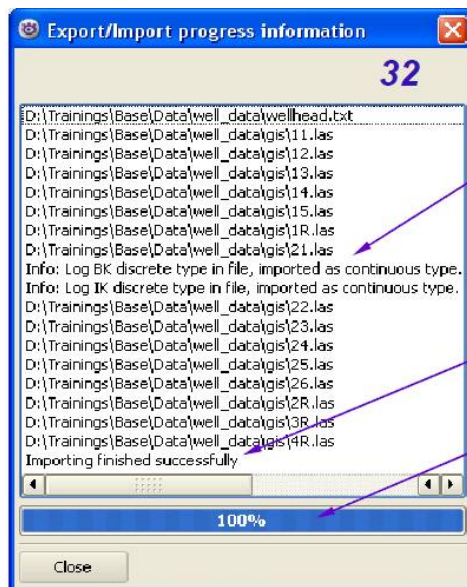 Export/Import progress information
32
D:\Trainings\Base\Data\well_data\wellhead.txt
D:\Trainings\Base\Data\well_data\gis\11.las
D:\Trainings\Base\Data\well_data\gis\12.las
D:\Trainings\Base\Data\well_data\gis\13.las
D:\Trainings\Base\Data\well_data\gis\14.las
D:\Trainings\Base\Data\well_data\gis\15.las
D:\Trainings\Base\Data\well_data\gis\1R.las
D:\Trainings\Base\Data\well_data\gis\21.las
Info: Log BK discrete type in file, imported as continuous type.
Info: Log IK discrete type in file, imported as continuous type.
D:\Trainings\Base\Data\well_data\gis\22.las
D:\Trainings\Base\Data\well_data\gis\23.las
D:\Trainings\Base\Data\well_data\gis\24.las
D:\Trainings\Base\Data\well_data\gis\25.las
D:\Trainings\Base\Data\well_data\gis\26.las
D:\Trainings\Base\Data\well_data\gis\2R.las
D:\Trainings\Base\Data\well_data\gis\3R.las
D:\Trainings\Base\Data\well_data\gis\4R.las
Importing finished successfully
100%
Close